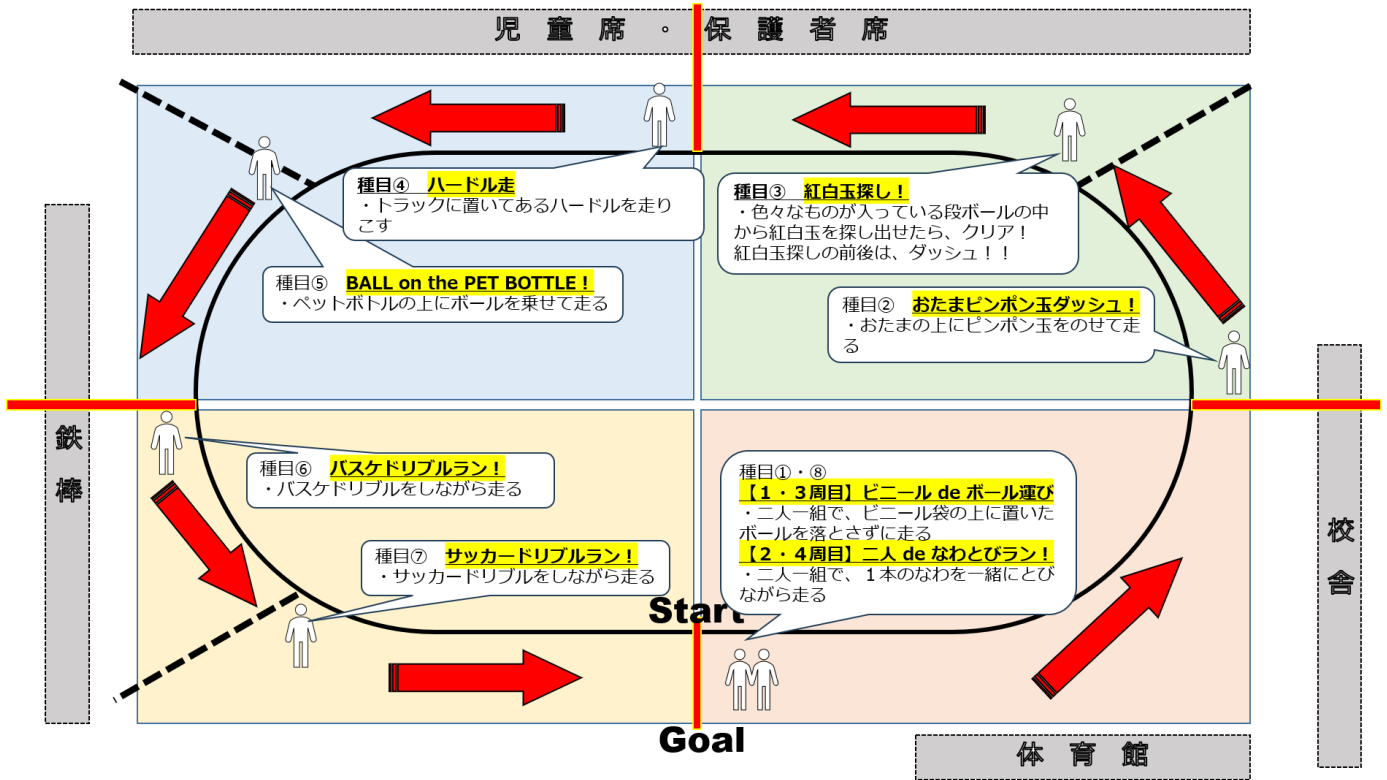 児童席・保護者席
種目④　ハードル走
・トラックに置いてあるハードルを走り
こす
種目③　紅白玉探し！
・色々なものが入っている段ボールの中
から紅白玉を探し出せたら、クリア！
紅白玉探しの前後は、ダッシュ！！
種目⑤　BALL on the PET BOTTLE！
・ペットボトルの上にボールを乗せて走る
種目②　おたまピンポン玉ダッシュ！
・おたまの上にピンポン玉をのせて走
る
鉄棒
種目⑥　バスケドリブルラン！
・バスケドリブルをしながら走る
種目①・⑧
【１・３周目】ビニール de ボール運び
・二人一組で、ビニール袋の上に置いた
ボールを落とさずに走る
【２・４周目】二人 de なわとびラン！
・二人一組で、１本のなわを一緒にとび
ながら走る
校舎
種目⑦　サッカードリブルラン！
・サッカードリブルをしながら走る
Start
Goal
体育館